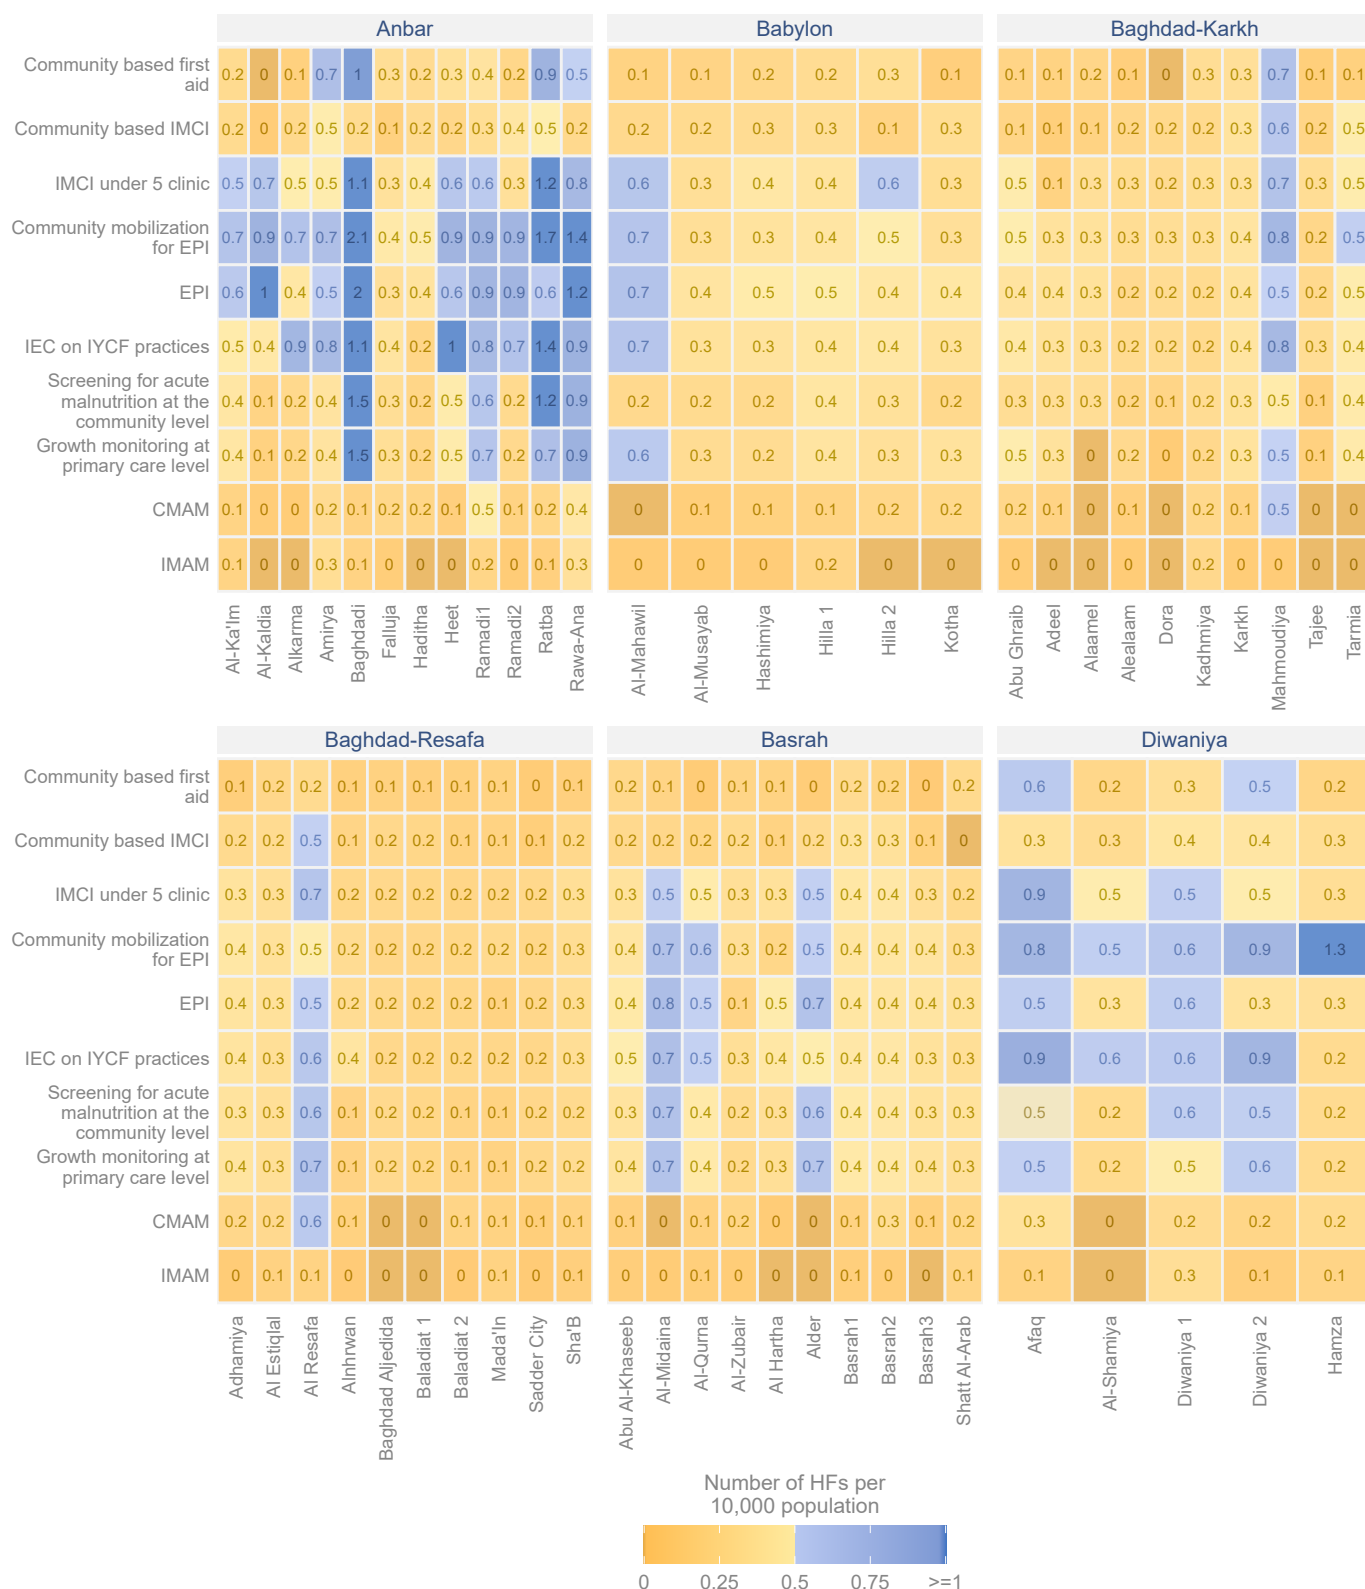 Anbar
Babylon
Baghdad-Karkh
Community based first
aid
0.2 0 0.1 0.7 1 0.3 0.2 0.3 0.4 0.2 0.9 0.5
0.1 0.1 0.2 0.2 0.3 0.1
0.1 0.1 0.2 0.1 0 0.3 0.3 0.7 0.1 0.1
Community based IMCI
0.2 0 0.2 0.5 0.2 0.1 0.2 0.2 0.3 0.4 0.5 0.2
0.2 0.2 0.3 0.3 0.1 0.3
0.1 0.1 0.1 0.2 0.2 0.2 0.3 0.6 0.2 0.5
IMCI under 5 clinic
0.5 0.7 0.5 0.5 1.1 0.3 0.4 0.6 0.6 0.3 1.2 0.8
0.6 0.3 0.4 0.4 0.6 0.3
0.5 0.1 0.3 0.3 0.2 0.3 0.3 0.7 0.3 0.5
Community mobilization
for EPI
0.7 0.9 0.7 0.7 2.1 0.4 0.5 0.9 0.9 0.9 1.7 1.4
0.7 0.3 0.3 0.4 0.5 0.3
0.5 0.3 0.3 0.3 0.3 0.3 0.4 0.8 0.2 0.5
EPI
0.6 1 0.4 0.5 2 0.3 0.4 0.6 0.9 0.9 0.6 1.2
0.7 0.4 0.5 0.5 0.4 0.4
0.4 0.4 0.3 0.2 0.2 0.2 0.4 0.5 0.2 0.5
IEC on IYCF practices
0.5 0.4 0.9 0.8 1.1 0.4 0.2 1 0.8 0.7 1.4 0.9
0.7 0.3 0.3 0.4 0.4 0.3
0.4 0.3 0.3 0.2 0.2 0.2 0.4 0.8 0.3 0.4
Screening for acute
malnutrition at the
community level
0.4 0.1 0.2 0.4 1.5 0.3 0.2 0.5 0.6 0.2 1.2 0.9
0.2 0.2 0.2 0.4 0.3 0.2
0.3 0.3 0.3 0.2 0.1 0.2 0.3 0.5 0.1 0.4
Growth monitoring at
primary care level
0.4 0.1 0.2 0.4 1.5 0.3 0.2 0.5 0.7 0.2 0.7 0.9
0.6 0.3 0.2 0.4 0.3 0.3
0.5 0.3 0 0.2 0 0.2 0.3 0.5 0.1 0.4
CMAM
0.1 0 0 0.2 0.1 0.2 0.2 0.1 0.5 0.1 0.2 0.4
0 0.1 0.1 0.1 0.2 0.2
0.2 0.1 0 0.1 0 0.2 0.1 0.5 0 0
IMAM
0.1 0 0 0.3 0.1 0 0 0 0.2 0 0.1 0.3
0 0 0 0.2 0 0
0 0 0 0 0 0.2 0 0 0 0
Al-Ka'Im
Al-Kaldia
Alkarma
Amirya
Baghdadi
Falluja
Haditha
Heet
Ramadi1
Ramadi2
Ratba
Rawa-Ana
Al-Mahawil
Al-Musayab
Hashimiya
Hilla 1
Hilla 2
Kotha
Abu Ghraib
Adeel
Alaamel
Alealaam
Dora
Kadhmiya
Karkh
Mahmoudiya
Tajee
Tarmia
Baghdad-Resafa
Basrah
Diwaniya
Community based first
aid
0.1 0.2 0.2 0.1 0.1 0.1 0.1 0.1 0 0.1
0.2 0.1 0 0.1 0.1 0 0.2 0.2 0 0.2
0.6 0.2 0.3 0.5 0.2
Community based IMCI
0.2 0.2 0.5 0.1 0.2 0.2 0.1 0.1 0.1 0.2
0.2 0.2 0.2 0.2 0.1 0.2 0.3 0.3 0.1 0
0.3 0.3 0.4 0.4 0.3
IMCI under 5 clinic
0.3 0.3 0.7 0.2 0.2 0.2 0.2 0.2 0.2 0.3
0.3 0.5 0.5 0.3 0.3 0.5 0.4 0.4 0.3 0.2
0.9 0.5 0.5 0.5 0.3
Community mobilization
for EPI
0.4 0.3 0.5 0.2 0.2 0.2 0.2 0.2 0.2 0.3
0.4 0.7 0.6 0.3 0.2 0.5 0.4 0.4 0.4 0.3
0.8 0.5 0.6 0.9 1.3
EPI
0.4 0.3 0.5 0.2 0.2 0.2 0.2 0.1 0.2 0.3
0.4 0.8 0.5 0.1 0.5 0.7 0.4 0.4 0.4 0.3
0.5 0.3 0.6 0.3 0.3
IEC on IYCF practices
0.4 0.3 0.6 0.4 0.2 0.2 0.2 0.2 0.2 0.3
0.5 0.7 0.5 0.3 0.4 0.5 0.4 0.4 0.3 0.3
0.9 0.6 0.6 0.9 0.2
Screening for acute
malnutrition at the
community level
0.3 0.3 0.6 0.1 0.2 0.2 0.1 0.1 0.2 0.2
0.3 0.7 0.4 0.2 0.3 0.6 0.4 0.4 0.3 0.3
0.5 0.2 0.6 0.5 0.2
Growth monitoring at
primary care level
0.4 0.3 0.7 0.1 0.2 0.2 0.1 0.1 0.2 0.2
0.4 0.7 0.4 0.2 0.3 0.7 0.4 0.4 0.4 0.3
0.5 0.2 0.5 0.6 0.2
CMAM
0.2 0.2 0.6 0.1 0 0 0.1 0.1 0.1 0.1
0.1 0 0.1 0.2 0 0 0.1 0.3 0.1 0.2
0.3 0 0.2 0.2 0.2
IMAM
0 0.1 0.1 0 0 0 0 0.1 0 0.1
0 0 0.1 0 0 0 0.1 0 0 0.1
0.1 0 0.3 0.1 0.1
Adhamiya
Al Estiqlal
Al Resafa
Alnhrwan
Baghdad Aljedida
Baladiat 1
Baladiat 2
Mada'In
Sadder City
Sha'B
Abu Al-Khaseeb
Al-Midaina
Al-Qurna
Al-Zubair
Al Hartha
Alder
Basrah1
Basrah2
Basrah3
Shatt Al-Arab
Afaq
Al-Shamiya
Diwaniya 1
Diwaniya 2
Hamza
Number of HFs per
10,000 population
0 0.25 0.5 0.75 >=1